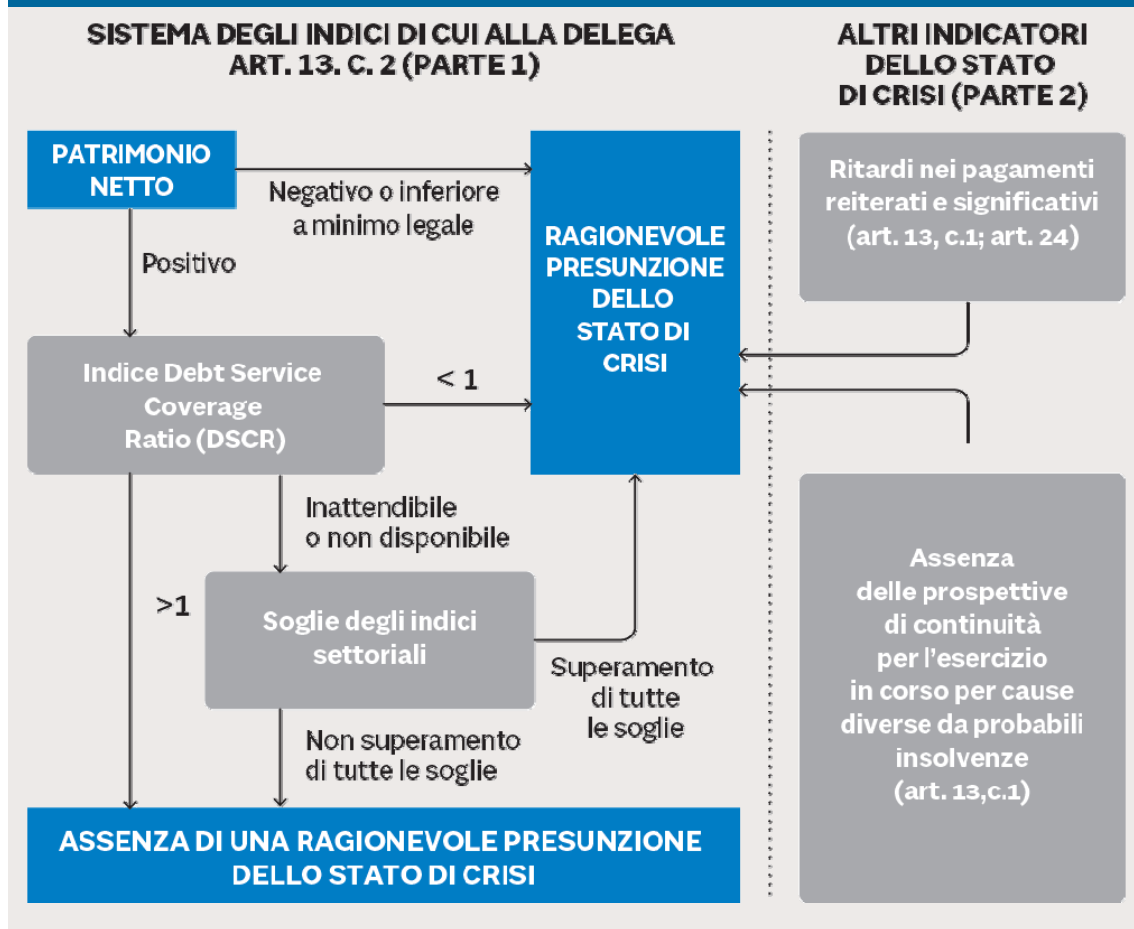 SISTEMA DEGLI INDICI DI CUI ALLA DELEGA
ART. 13. C. 2 (PARTE 1)
PATRIMONIO
NETTO
Negativo o inferiore
a minimo legale
Positivo
RAGIONEVOLE
PRESUNZIONE
DELLO
STATO DI
CRISI
Indice Debt Service
Coverage
Ratio (DSCR)
< 1
Inattendibile
o non disponibile
>1
Soglie degli indici
settoriali
Superamento
di tutte
le soglie
Non superamento
di tutte le soglie
ASSENZA DI UNA RAGIONEVOLE PRESUNZIONE
DELLO STATO DI CRISI
ALTRI INDICATORI
DELLO STATO
DI CRISI (PARTE 2)
Ritardi nei pagamenti
reiterati e significativi
(art. 13, c.1; art. 24)
Assenza
delle prospettive
di continuità
per l'esercizio
in corso per cause
diverse da probabili
insolvenze
(art. 13,c.1)